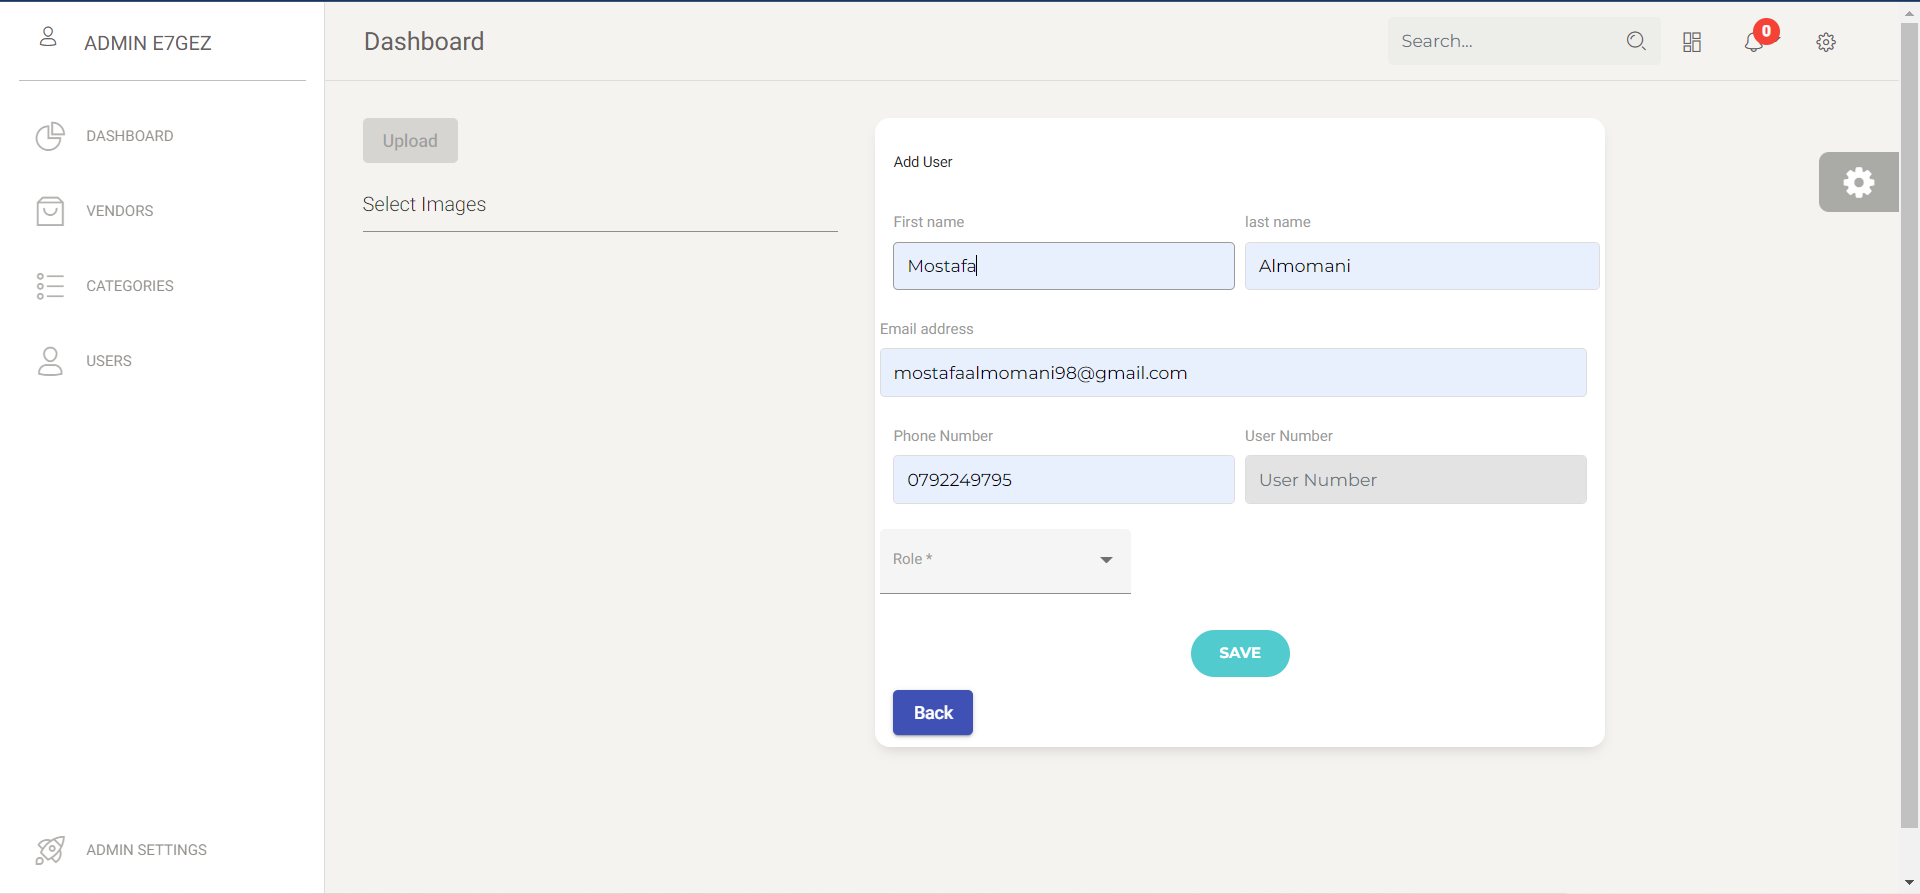 ADMIN E7GEZ
DASHBOARD
VENDORS
CATEGORIES
USERS
ADMIN SETTINGS
Dashboard
Search...
0
Upload
Select Images
Add User
First name
last name
Mostafa
Almomani
Email address
mostafaalmomani98@gmail.com
Phone Number
User Number
0792249795
User Number
Role *
SAVE
Back